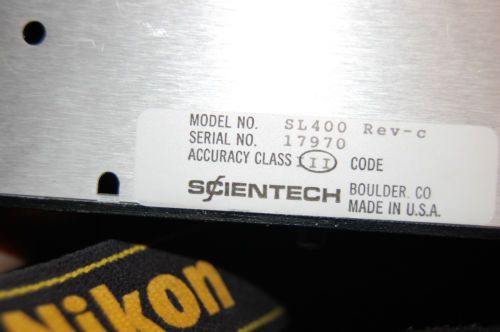 MODEL NO. SL400 Rev-c
SERIAL NO. 17970
ACCURACY CLASS III CODE
SCIENTECH BOULDER, CO
MADE IN U.S.A.
Nikon